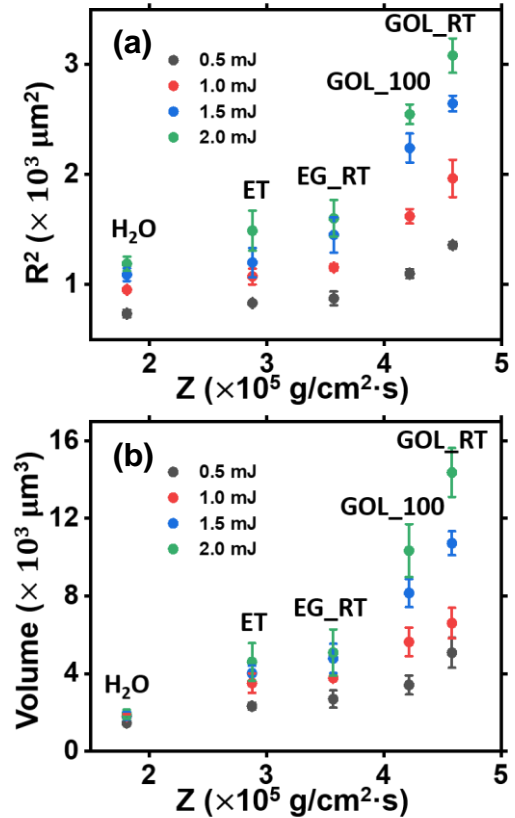 (a)
GOL_RT
GOL_100
EG_RT
ET
H₂O
0.5 mJ
1.0 mJ
1.5 mJ
2.0 mJ
R² (× 10³ μm²)
3
2
1
2 3 4 5
Z (×10⁵ g/cm²·s)
(b)
GOL_RT
GOL_100
EG_RT
ET
H₂O
0.5 mJ
1.0 mJ
1.5 mJ
2.0 mJ
Volume (× 10³ μm³)
16
12
8
4
0
2 3 4 5
Z (×10⁵ g/cm²·s)